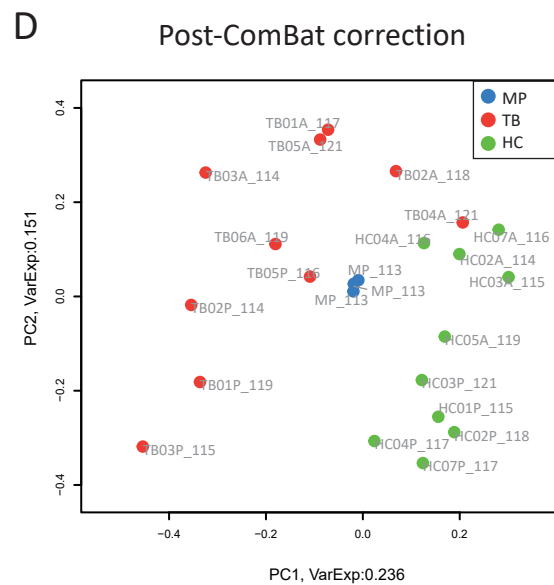 D
Post-ComBat correction
MP
TB
HC
0.4
0.2
0.0
−0.2
−0.4
PC2, VarExp:0.151
TB01A_117
TB05A_121
TB03A_114
TB02A_118
TB04A_121
HC07A_116
TB06A_119
HC04A_116
HC02A_114
TB05P_116
MP_113
HC03A_115
MP_113
MP_113
TB02P_114
HC05A_119
TB01P_119
HC03P_121
HC01P_115
HC02P_118
TB03P_115
HC04P_117
HC07P_117
−0.4
−0.2
0.0
0.2
PC1, VarExp:0.236